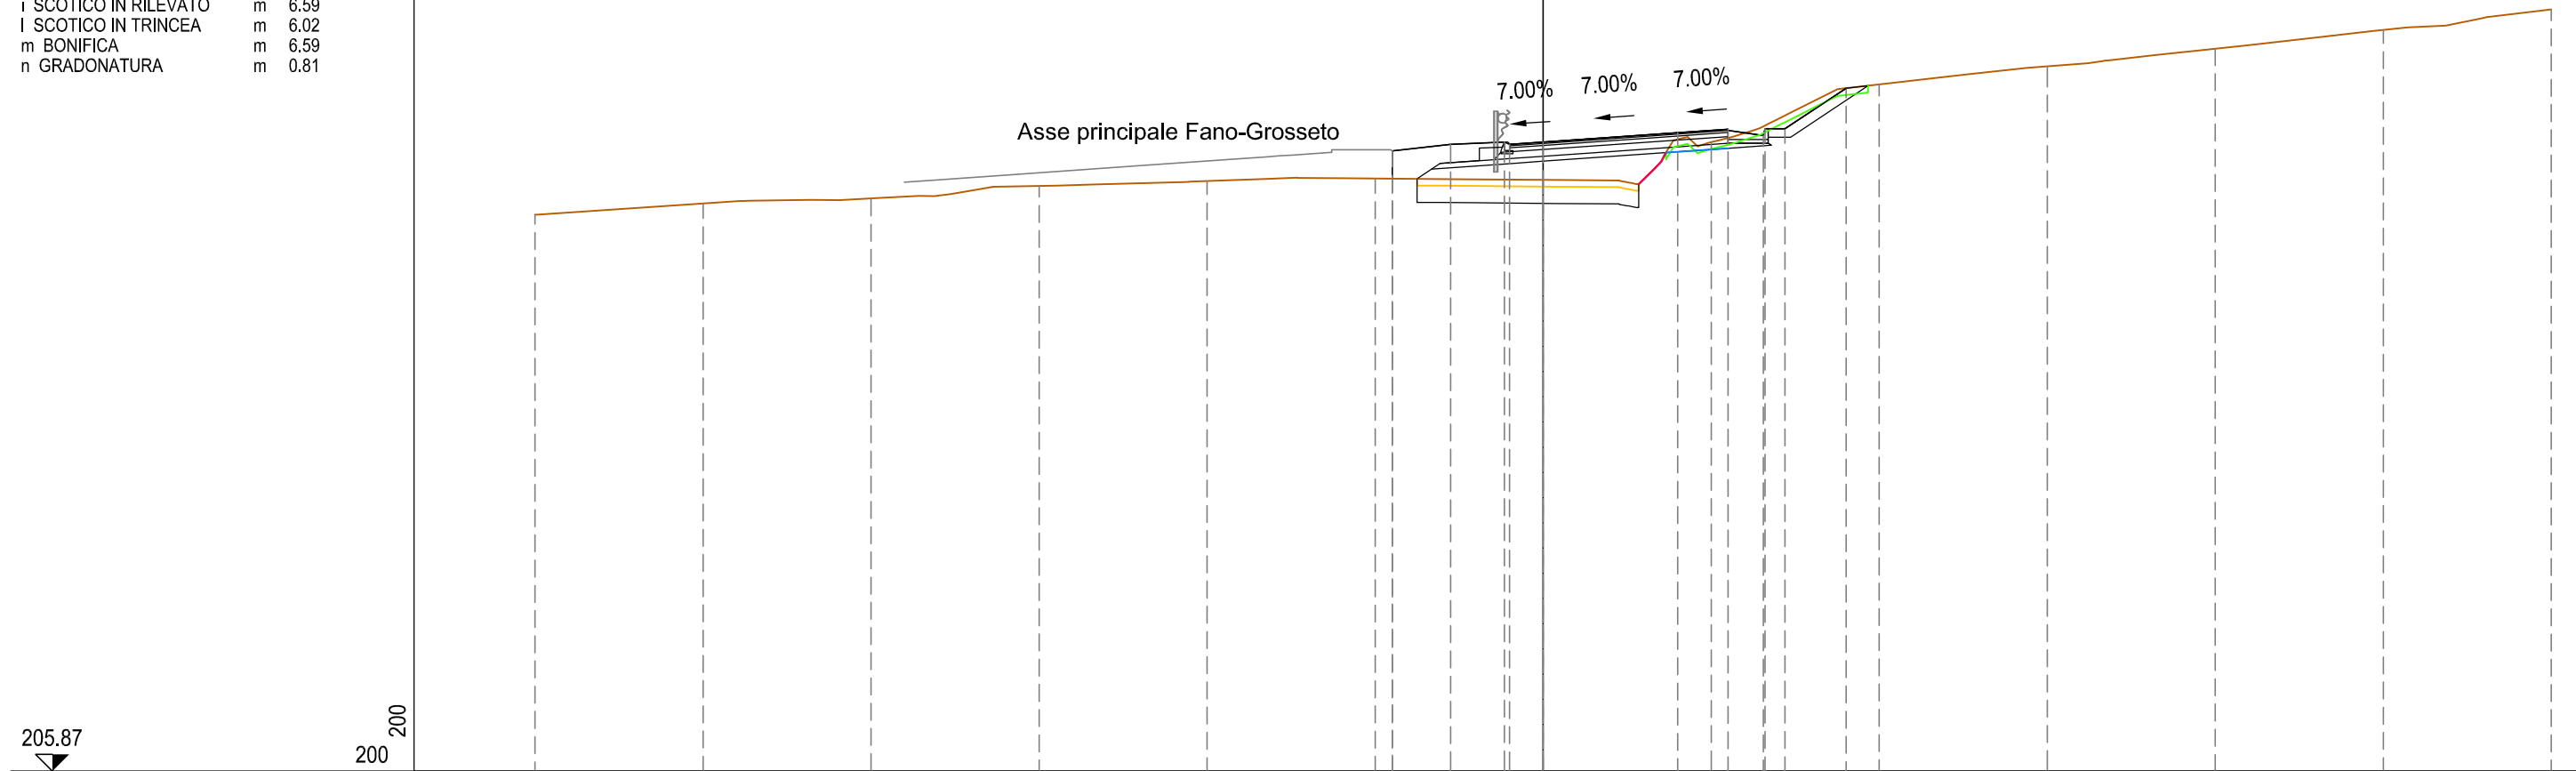 i SCOTICO IN RILEVATO m 6.59
l SCOTICO IN TRINCEA m 6.02
m BONIFICA m 6.59
n GRADONATURA m 0.81
7.00% 7.00% 7.00%
Asse principale Fano-Grosseto
200
205.87
200